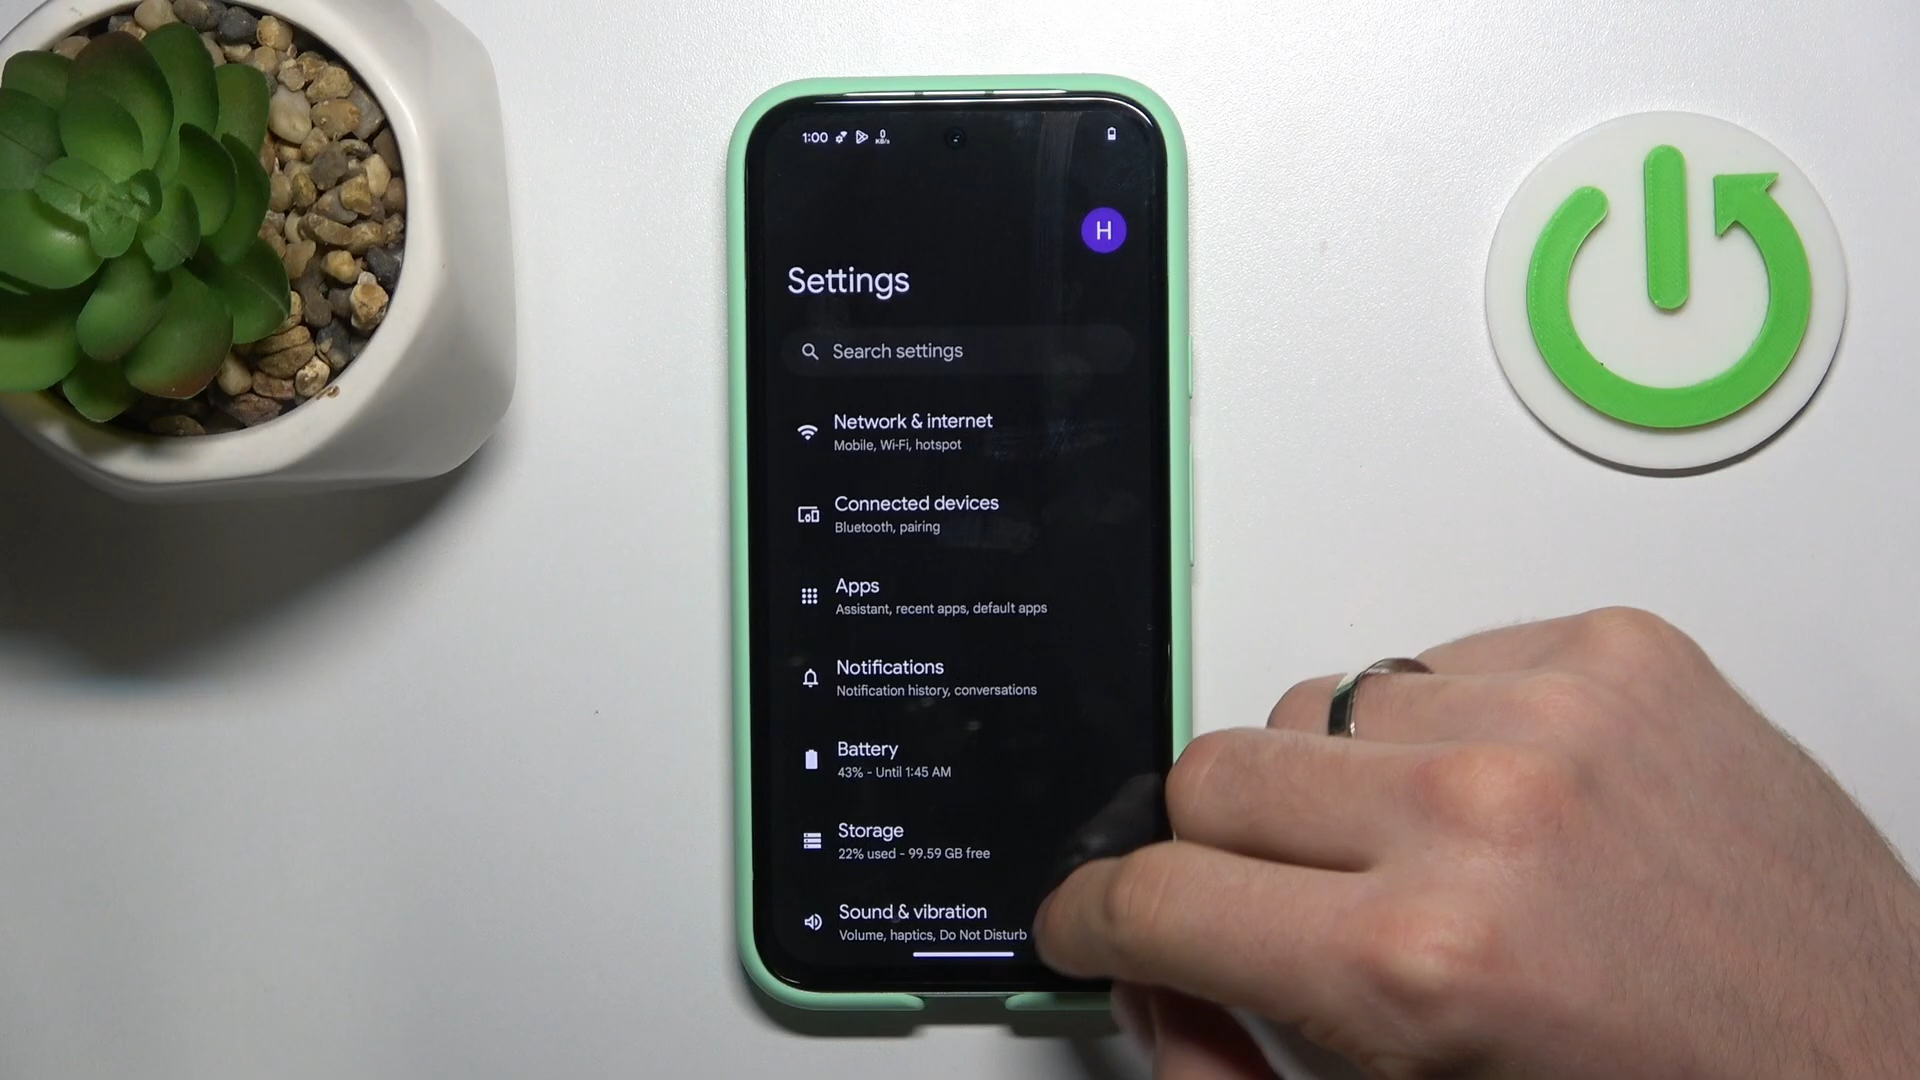 1:00 0
KB/s
H
Settings
Search settings
Network & internet
Mobile, Wi-Fi, hotspot
Connected devices
Bluetooth, pairing
Apps
Assistant, recent apps, default apps
Notifications
Notification history, conversations
Battery
43% - Until 1:45 AM
Storage
22% used - 99.59 GB free
Sound & vibration
Volume, haptics, Do Not Disturb